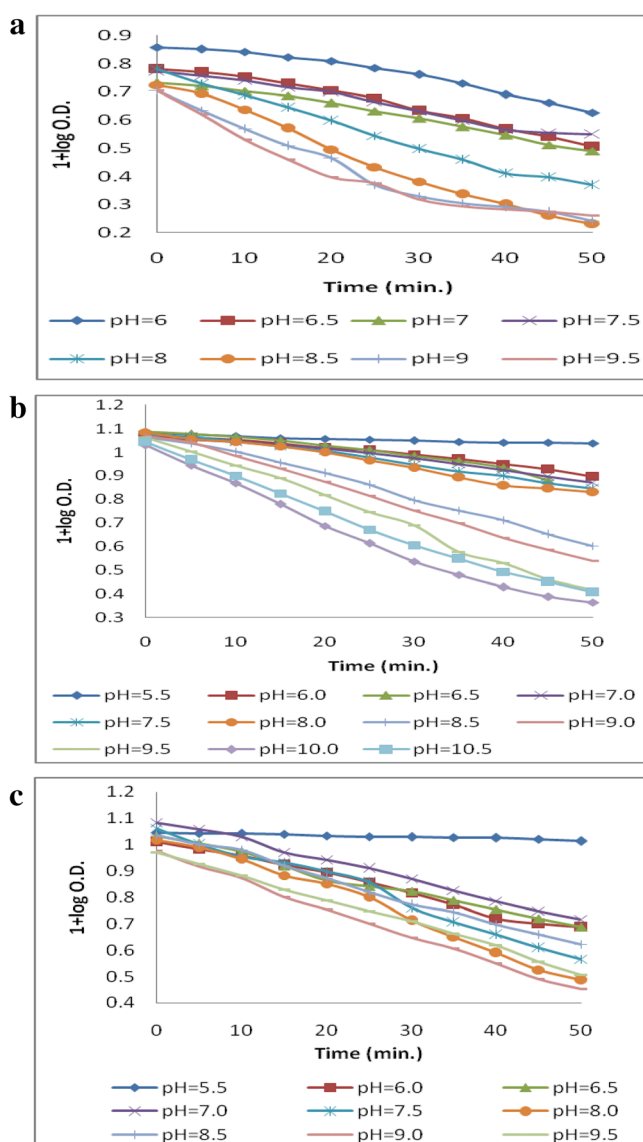 a
1+log O.D.
0.9
0.8
0.7
0.6
0.5
0.4
0.3
0.2
0 10 20 30 40 50
Time (min.)
pH=6 pH=6.5 pH=7 pH=7.5
pH=8 pH=8.5 pH=9 pH=9.5
b
1+log O.D.
1.2
1.1
1
0.9
0.8
0.7
0.6
0.5
0.4
0.3
0 10 20 30 40 50
Time (min.)
pH=5.5 pH=6.0 pH=6.5 pH=7.0
pH=7.5 pH=8.0 pH=8.5 pH=9.0
pH=9.5 pH=10.0 pH=10.5
c
1+log O.D.
1.2
1.1
1
0.9
0.8
0.7
0.6
0.5
0.4
0 10 20 30 40 50
Time (min.)
pH=5.5 pH=6.0 pH=6.5
pH=7.0 pH=7.5 pH=8.0
pH=8.5 pH=9.0 pH=9.5